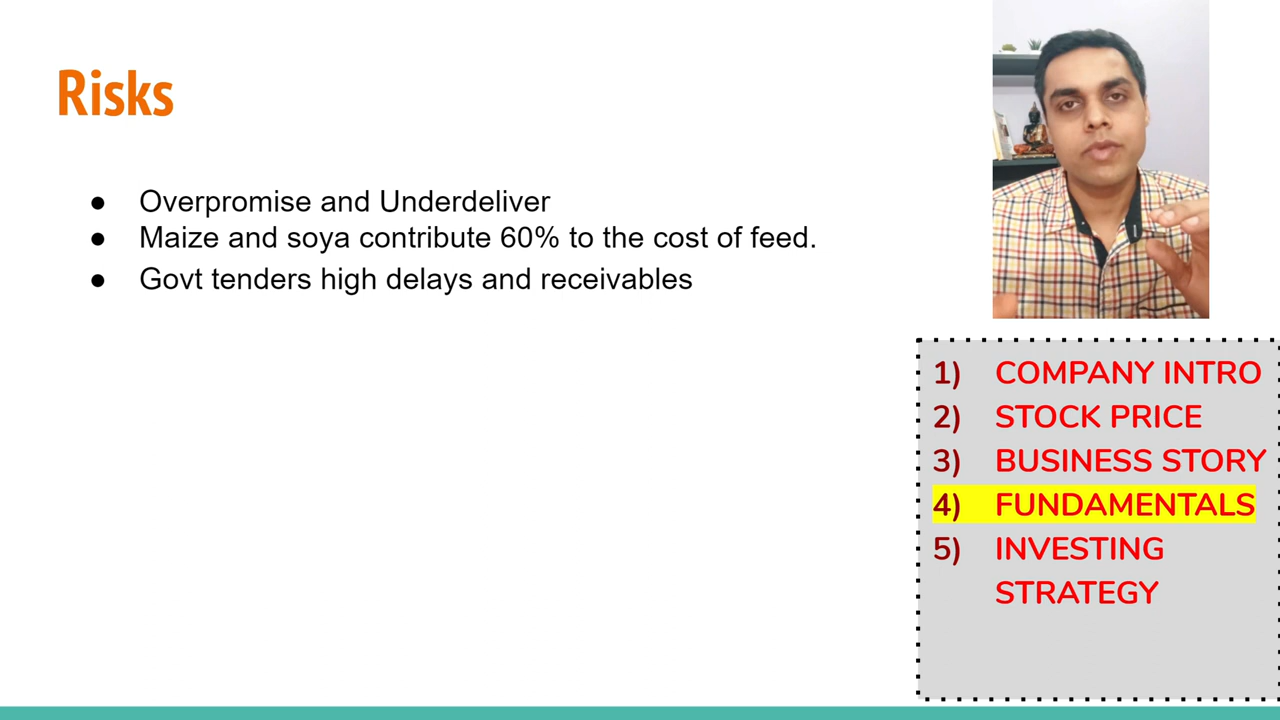 Risks
● Overpromise and Underdeliver
● Maize and soya contribute 60% to the cost of feed.
● Govt tenders high delays and receivables
1) COMPANY INTRO
2) STOCK PRICE
3) BUSINESS STORY
4) FUNDAMENTALS
5) INVESTING
STRATEGY